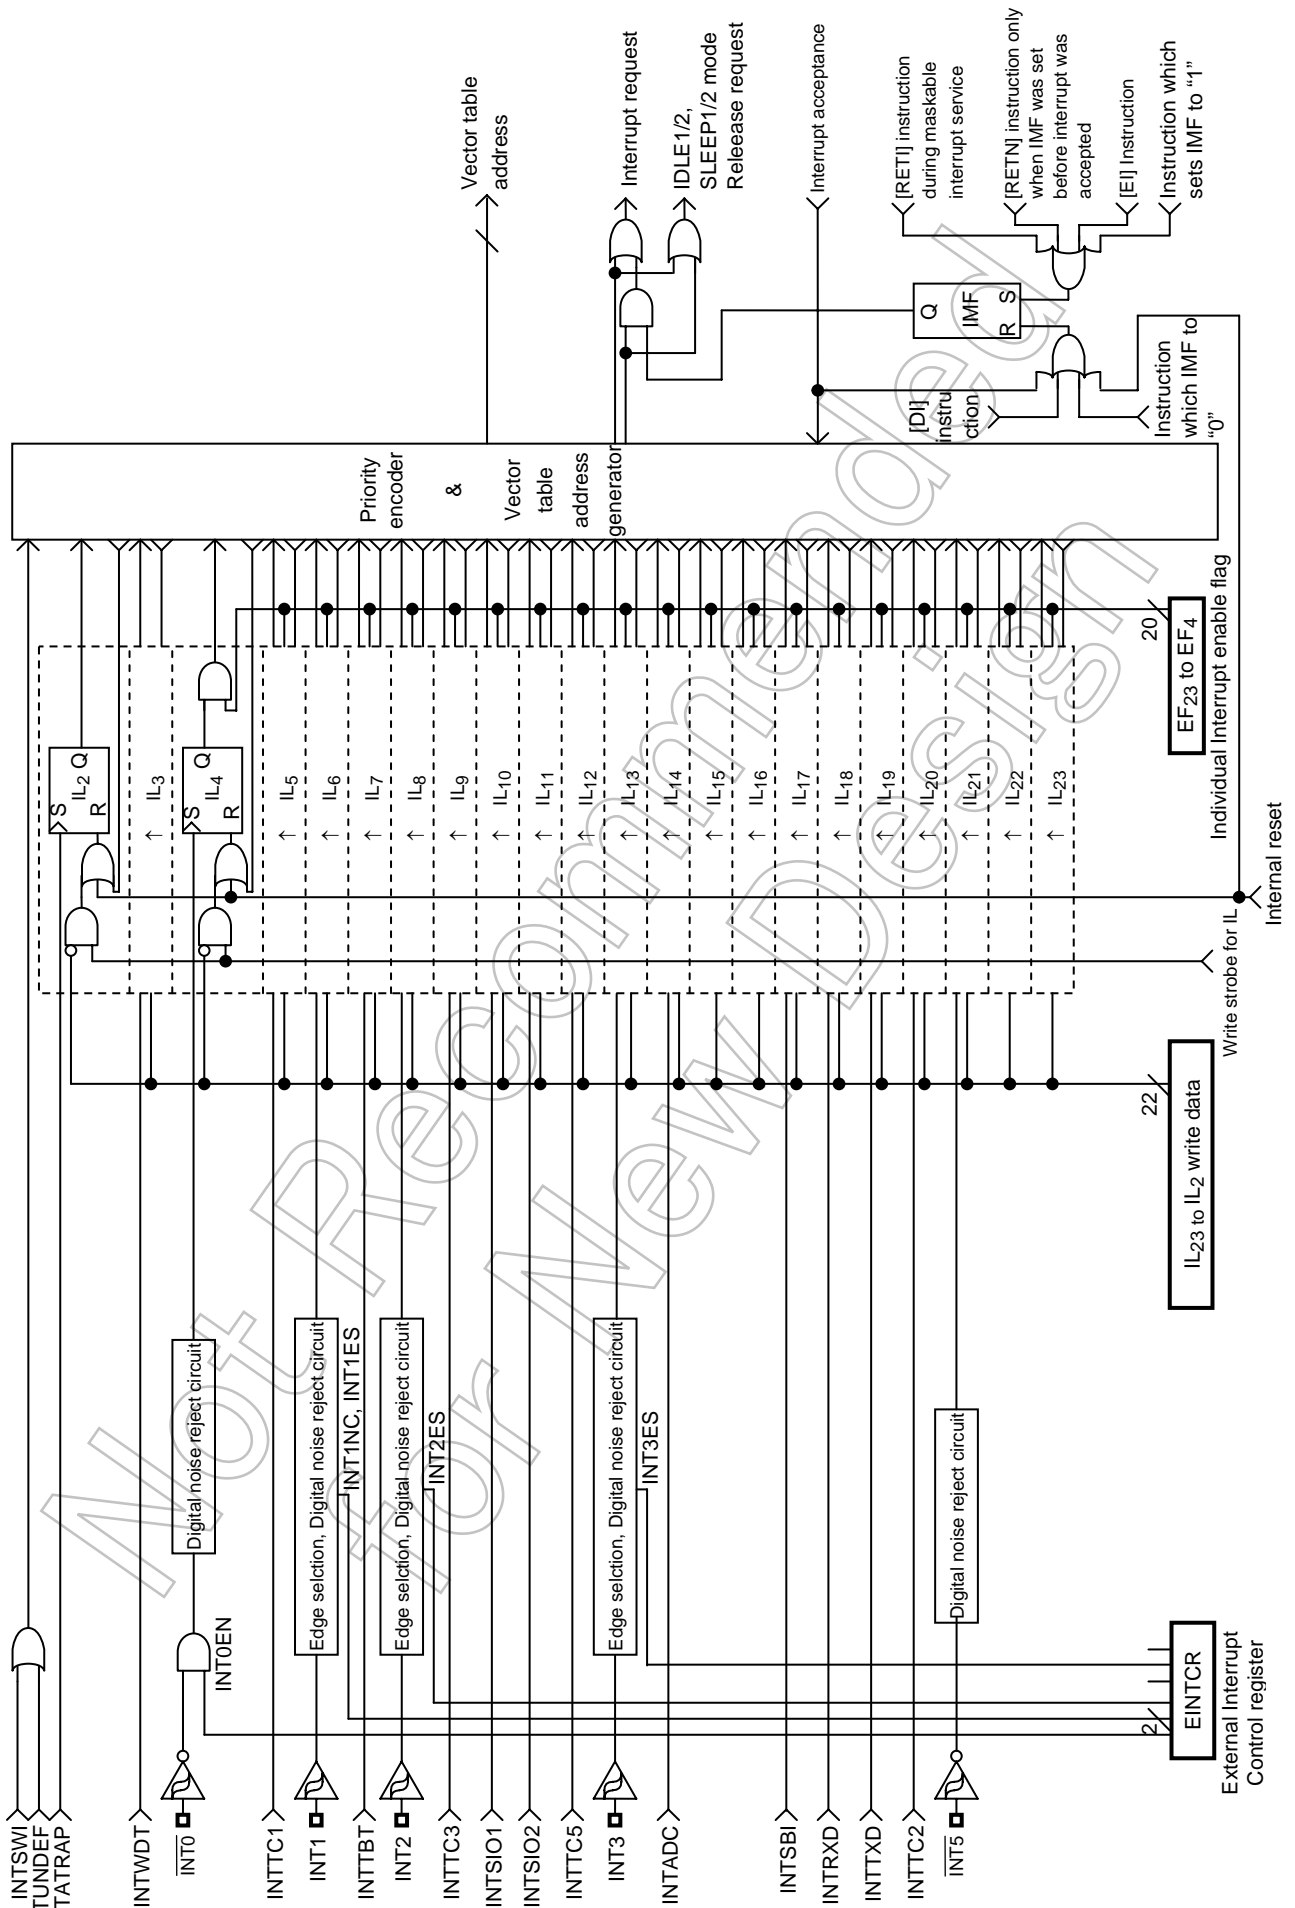 INTSWI
TUNDEF
TATRAP
INTWDT
INT0
INTTC1
INT1
INTTBT
INT2
INTTC3
INTSIO1
INTSIO2
INTTC5
INT3
INTADC
INTSBI
INTRXD
INTTXD
INTTC2
INT5
INT0EN
Digital noise reject circuit
Edge selction, Digital noise reject circuit
INT1NC, INT1ES
Edge selction, Digital noise reject circuit
INT2ES
Edge selction, Digital noise reject circuit
INT3ES
Digital noise reject circuit
2
EINTCR
External Interrupt
Control register
22
IL23 to IL2 write data
Write strobe for IL
Internal reset
S
IL2
Q
R
IL3
←
S
IL4
Q
R
IL5
←
IL6
←
IL7
←
IL8
←
IL9
←
IL10
←
IL11
←
IL12
←
IL13
←
IL14
←
IL15
←
IL16
←
IL17
←
IL18
←
IL19
←
IL20
←
IL21
←
IL22
←
IL23
←
20
EF23 to EF4
Individual Interrupt enable flag
Priority
encoder
&
Vector
table
address
generator
Vector table
address
Interrupt request
IDLE1/2,
SLEEP1/2 mode
Relelease request
Interrupt acceptance
Q
IMF
R
S
[RETI] instruction
during maskable
interrupt service
[RETN] instruction only
when IMF was set
before interrupt was
accepted
[EI] Instruction
Instruction which
sets IMF to “1”
[DI]
instru
ction
Instruction
which IMF to
“0”
Not Recommended
for New Design